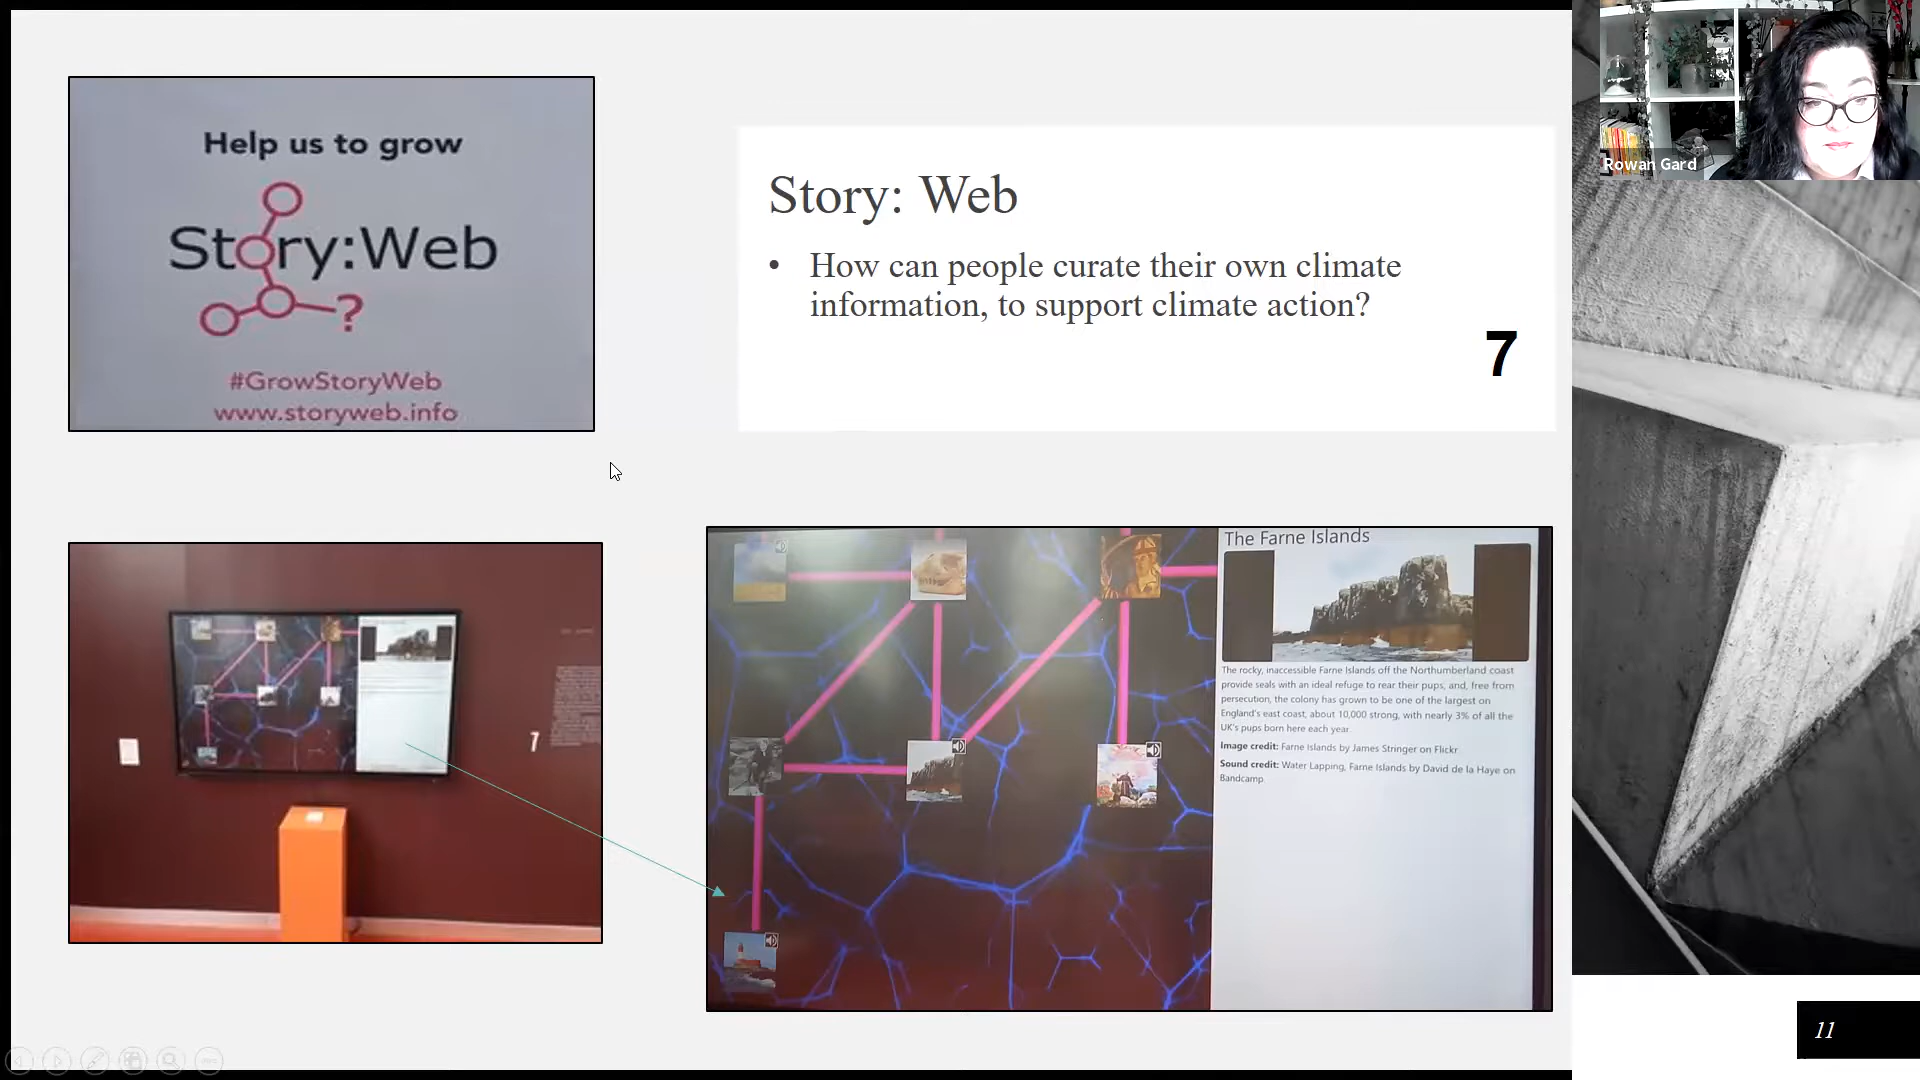 Help us to grow
Story:Web
?
#GrowStoryWeb
www.storyweb.info
Story: Web
• How can people curate their own climate
information, to support climate action?
7
Rowan Gard
7
The Farne Islands
The rocky, inaccessible Farne Islands off the Northumberland coast
provide seals with an ideal refuge to rear their pups, and, free from
persecution, the colony has grown to be one of the largest on
England's east coast, about 10,000 strong, with nearly 3% of all the
UK's pups born here each year.
Image credit: Farne Islands by James Stringer on Flickr
Sound credit: Water Lapping, Farne Islands by David de la Haye on
Bandcamp
11